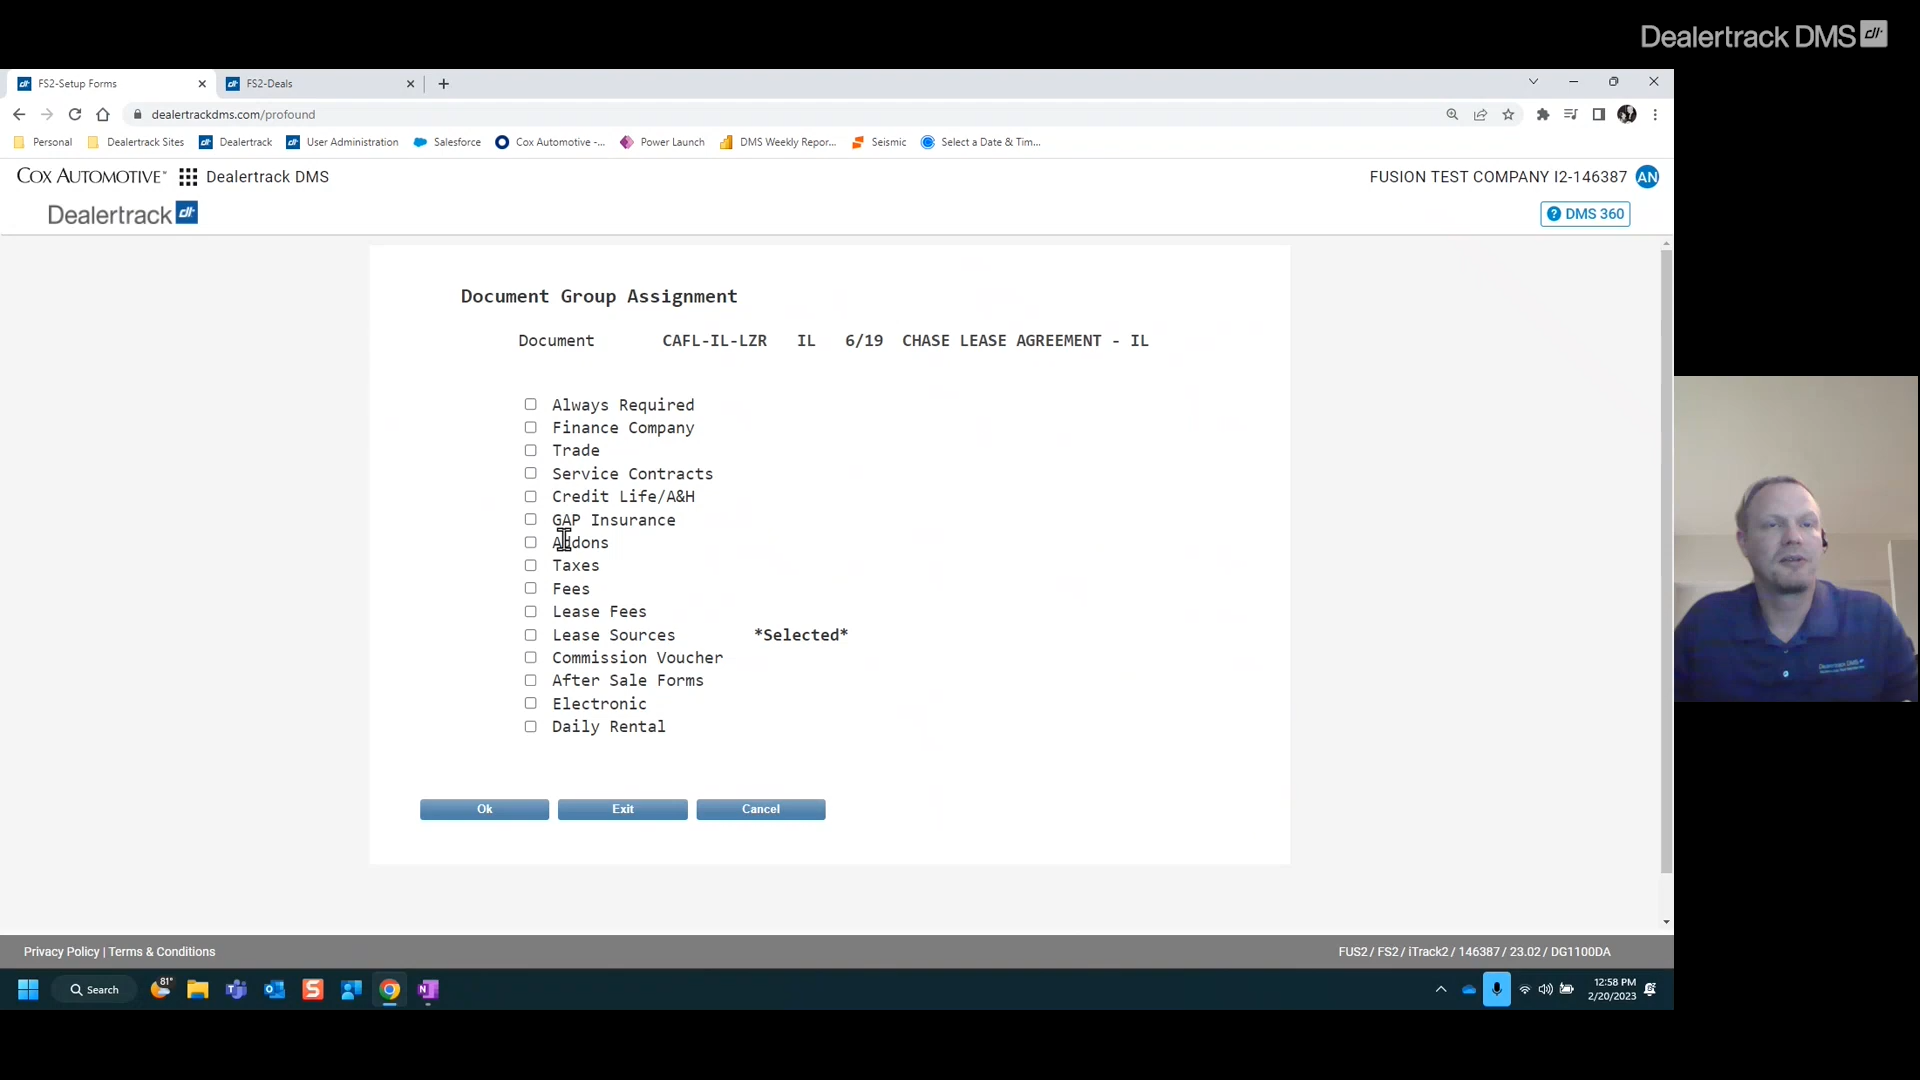 Dealertrack DMS dt
FS2-Setup Forms
FS2-Deals
dealertrackdms.com/profound
Personal
Dealertrack Sites
Dealertrack
User Administration
Salesforce
Cox Automotive -...
Power Launch
DMS Weekly Repor...
Seismic
Select a Date & Tim...
COX AUTOMOTIVE™ Dealertrack DMS
FUSION TEST COMPANY I2-146387 AN
Dealertrack dt
? DMS 360
Document Group Assignment
Document CAFL-IL-LZR IL 6/19 CHASE LEASE AGREEMENT - IL
Always Required
Finance Company
Trade
Service Contracts
Credit Life/A&H
GAP Insurance
Addons
Taxes
Fees
Lease Fees
Lease Sources *Selected*
Commission Voucher
After Sale Forms
Electronic
Daily Rental
Ok Exit Cancel
Privacy Policy | Terms & Conditions
FUS2 / FS2 / iTrack2 / 146387 / 23.02 / DG1100DA
Search
81°
12:58 PM
2/20/2023